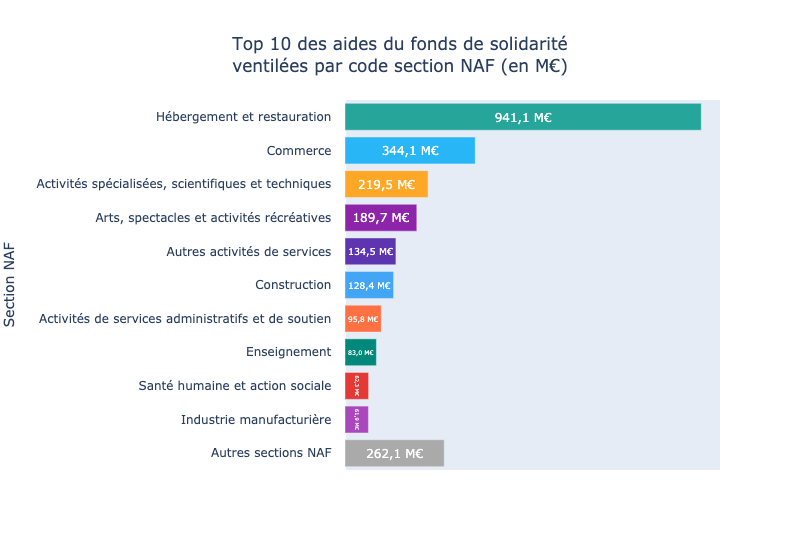 Top 10 des aides du fonds de solidarité
ventilées par code section NAF (en M€)
Section NAF
Hébergement et restauration 941,1 M€
Commerce 344,1 M€
Activités spécialisées, scientifiques et techniques 219,5 M€
Arts, spectacles et activités récréatives 189,7 M€
Autres activités de services 134,5 M€
Construction 128,4 M€
Activités de services administratifs et de soutien 95,8 M€
Enseignement 83,0 M€
Santé humaine et action sociale M€
Industrie manufacturière M€
Autres sections NAF 262,1 M€